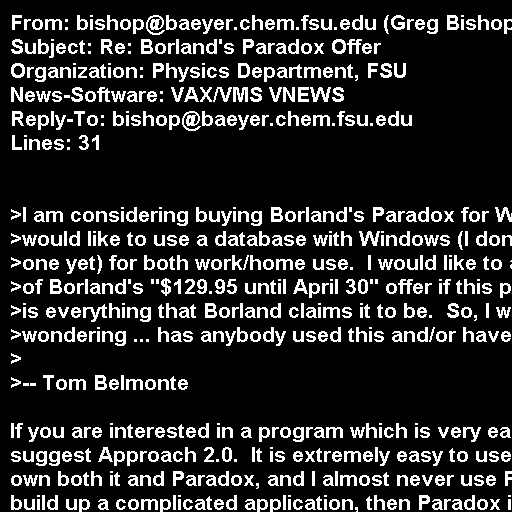 From: bishop@baeyer.chem.fsu.edu (Greg Bishop
Subject: Re: Borland's Paradox Offer
Organization: Physics Department, FSU
News-Software: VAX/VMS VNEWS
Reply-To: bishop@baeyer.chem.fsu.edu
Lines: 31
>I am considering buying Borland's Paradox for W
>would like to use a database with Windows (I don
>one yet) for both work/home use.  I would like to a
>of Borland's "$129.95 until April 30" offer if this p
>is everything that Borland claims it to be.  So, I w
>wondering ... has anybody used this and/or have
>
>-- Tom Belmonte
If you are interested in a program which is very ea
suggest Approach 2.0.  It is extremely easy to use
own both it and Paradox, and I almost never use P
build up a complicated application, then Paradox i